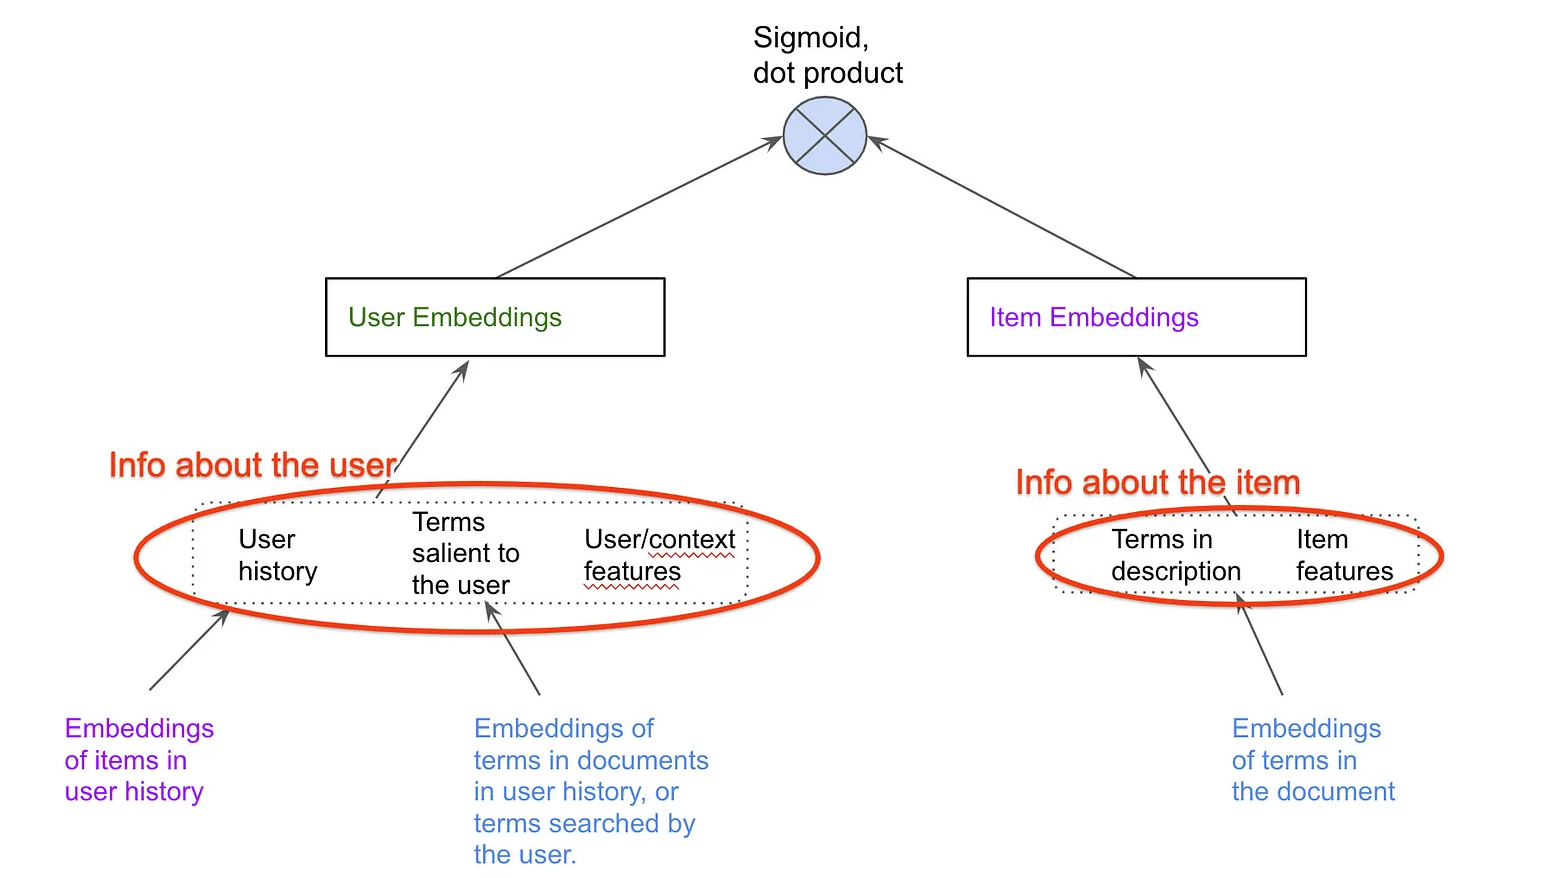 Sigmoid,
dot product
User Embeddings
Item Embeddings
Info about the user
Info about the item
User
history
Terms
salient to
the user
User/context
features
Terms in
description
Item
features
Embeddings
of items in
user history
Embeddings of
terms in documents
in user history, or
terms searched by
the user.
Embeddings
of terms in
the document